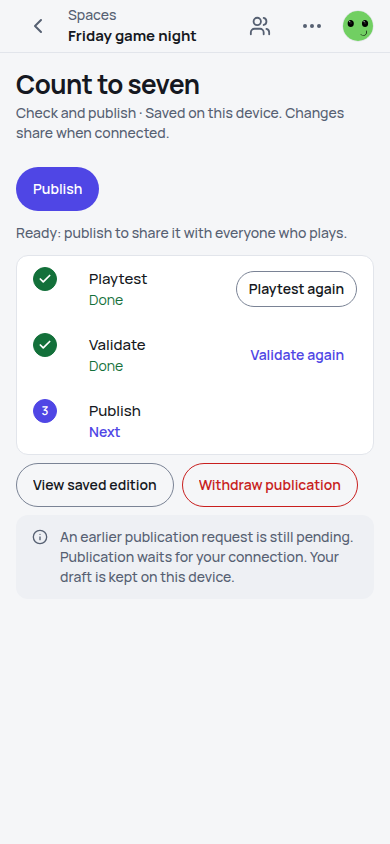 Spaces
Friday game night
Count to seven
Check and publish · Saved on this device. Changes
share when connected.
Publish
Ready: publish to share it with everyone who plays.
Playtest
Done
Playtest again
Validate
Done
Validate again
3
Publish
Next
View saved edition
Withdraw publication
An earlier publication request is still pending.
Publication waits for your connection. Your
draft is kept on this device.